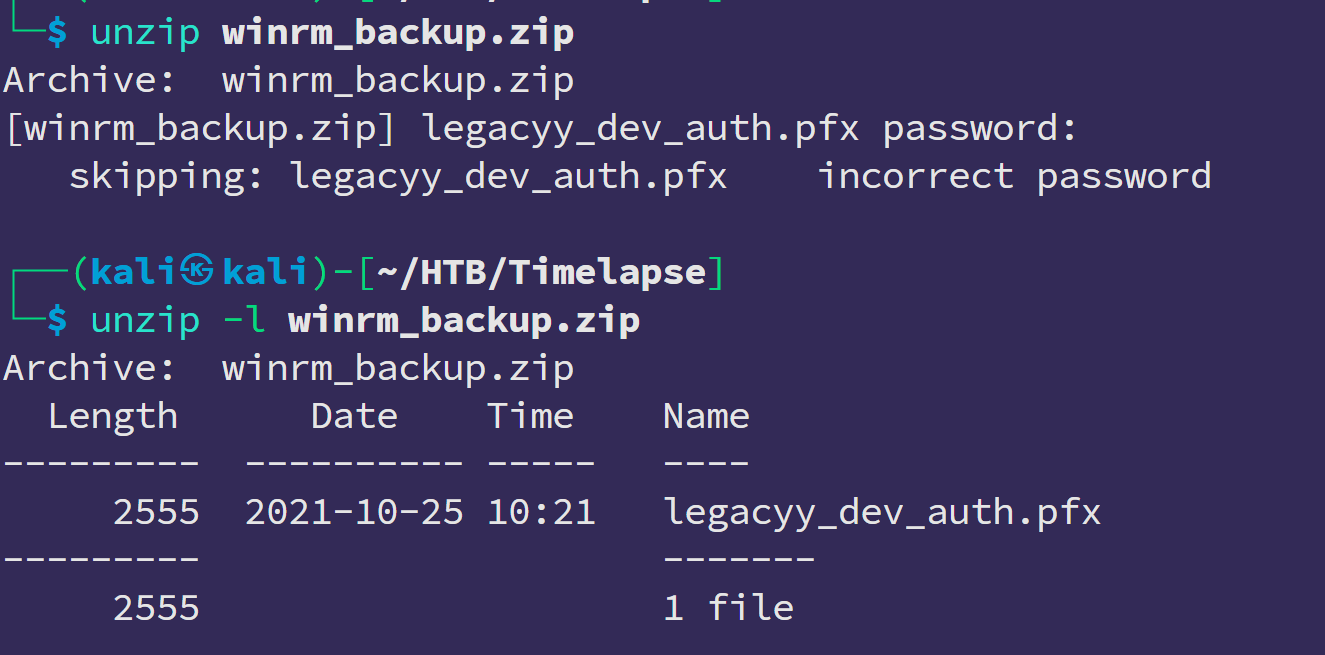 $ unzip winrm_backup.zip
Archive:  winrm_backup.zip
[winrm_backup.zip] legacyy_dev_auth.pfx password:
   skipping: legacyy_dev_auth.pfx    incorrect password
┌──(kali㉿kali)-[~/HTB/Timelapse]
└─$ unzip -l winrm_backup.zip
Archive:  winrm_backup.zip
  Length      Date    Time    Name
---------  ---------- -----   ----
     2555  2021-10-25 10:21   legacyy_dev_auth.pfx
---------                     -------
     2555                     1 file